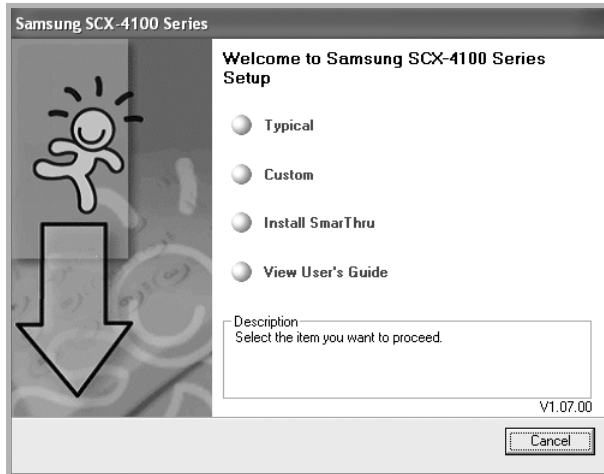 Samsung SCX-4100 Series
Welcome to Samsung SCX-4100 Series
Setup
Typical
Custom
Install SmarThru
View User's Guide
Description
Select the item you want to proceed.
V1.07.00
Cancel